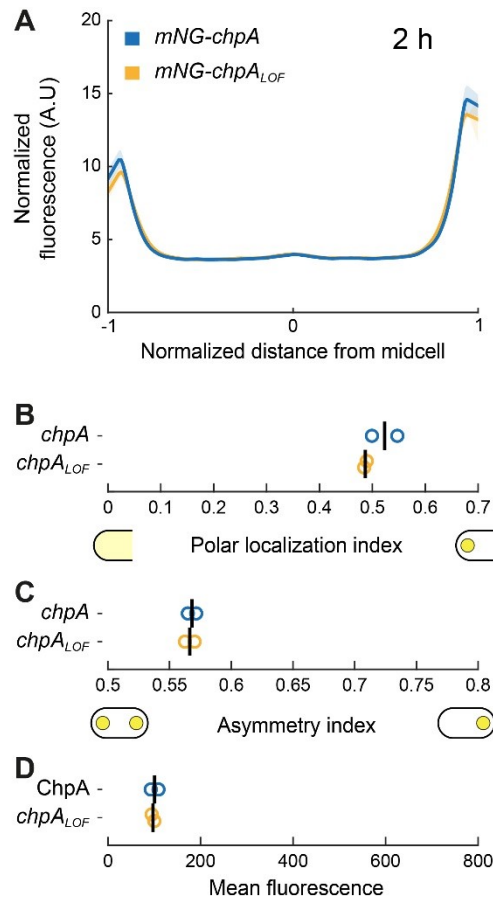 A
20
15
10
5
0
Normalized
fluorescence (A.U)
mNG-chpA
mNG-chpALOF
2 h
-1
0
1
Normalized distance from midcell
B
chpA
chpALOF
0 0.1 0.2 0.3 0.4 0.5 0.6 0.7
Polar localization index
C
chpA
chpALOF
0.5 0.55 0.6 0.65 0.7 0.75 0.8
Asymmetry index
D
ChpA
chpALOF
0 200 400 600 800
Mean fluorescence